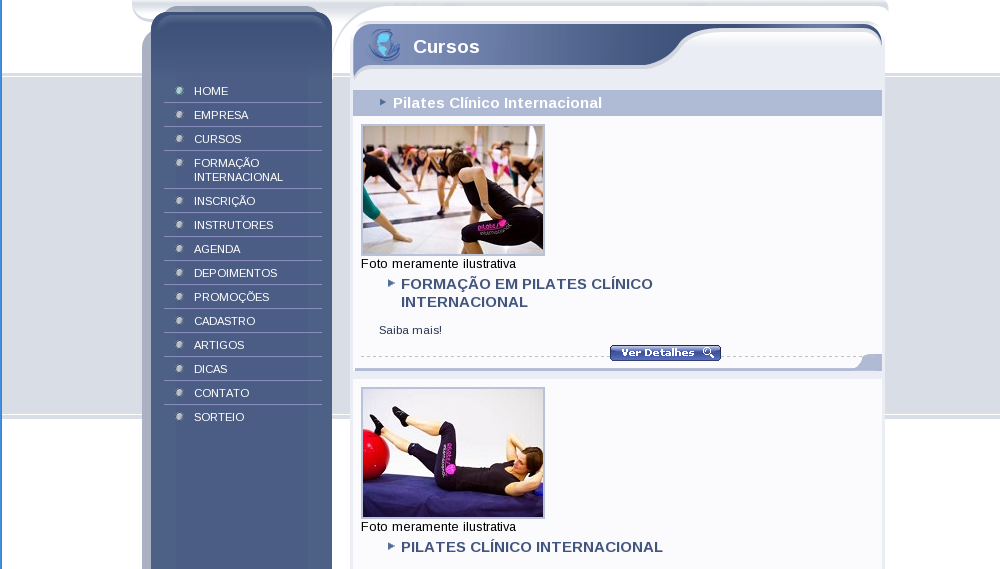 HOME
EMPRESA
CURSOS
FORMAÇÃO
INTERNACIONAL
INSCRIÇÃO
INSTRUTORES
AGENDA
DEPOIMENTOS
PROMOÇÕES
CADASTRO
ARTIGOS
DICAS
CONTATO
SORTEIO
Cursos
Pilates Clínico Internacional
Foto meramente ilustrativa
FORMAÇÃO EM PILATES CLÍNICO
INTERNACIONAL
Saiba mais!
Ver Detalhes
Foto meramente ilustrativa
PILATES CLÍNICO INTERNACIONAL